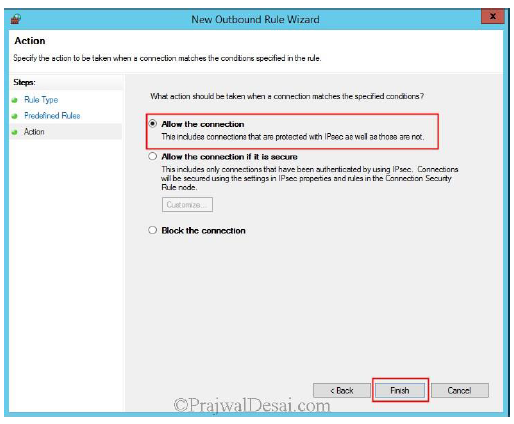 New Outbound Rule Wizard
x
Action
Specify the action to be taken when a connection matches the conditions specified in the rule.
Steps:
Rule Type
Predefined Rules
Action
What action should be taken when a connection matches the specified conditions?
Allow the connection
This includes connections that are protected with IPsec as well as those are not.
Allow the connection if it is secure
This includes only connections that have been authenticated by using IPsec. Connections
will be secured using the settings in IPsec properties and rules in the Connection Security
Rule node.
Customize...
Block the connection
< Back
Finish
Cancel
©PrajwalDesai.com